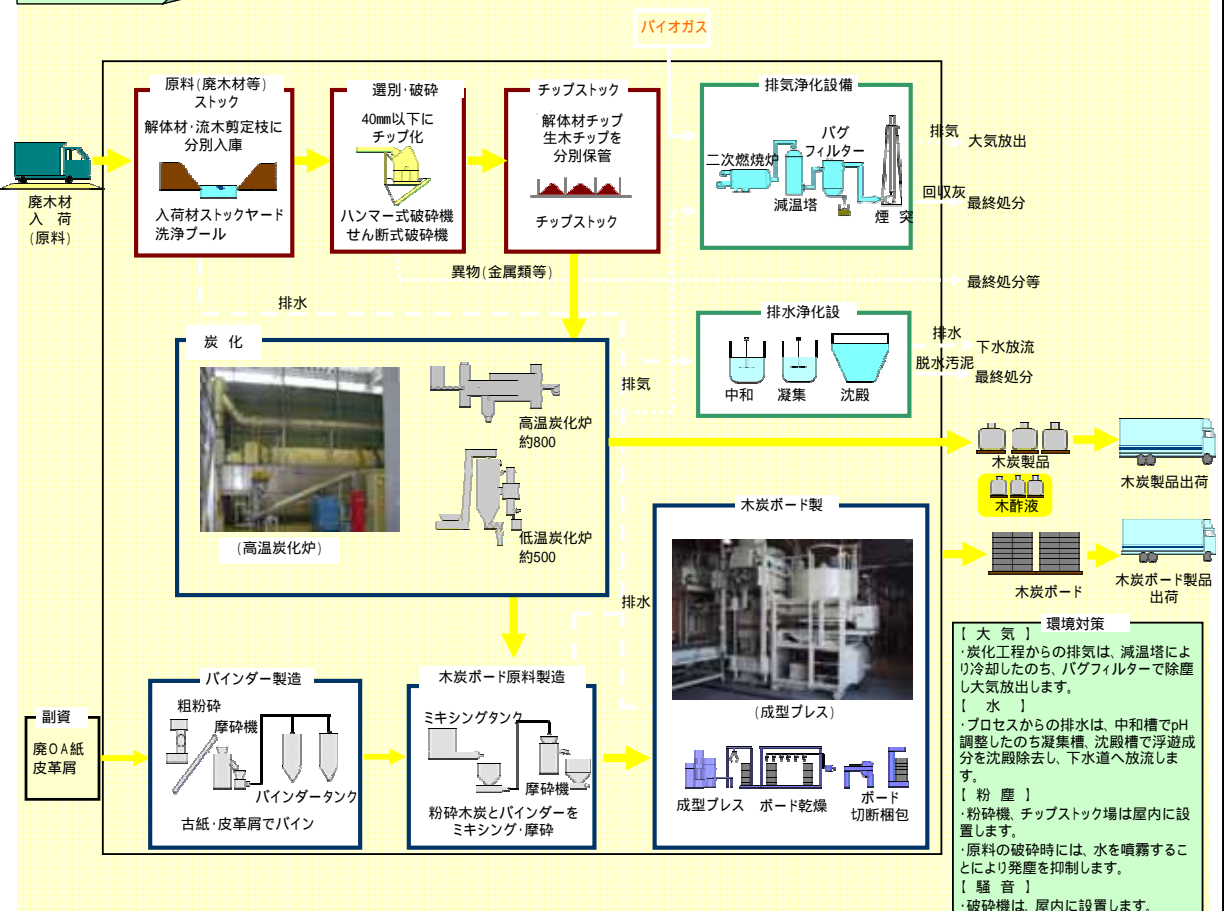 バイオガス
原料(廃木材等)
ストック
解体材・流木剪定枝に
分別入庫
入荷材ストックヤード
洗浄プール
選別・破砕
40mm以下に
チップ化
ハンマー式破砕機
せん断式破砕機
チップストック
解体材チップ
生木チップを
分別保管
チップストック
排気浄化設備
二次燃焼炉
減温塔
バグ
フィルター
煙 突
排気
大気放出
回収灰
最終処分
廃木材
入 荷
(原料)
異物(金属類等)
最終処分等
排水
排水浄化設
中和
凝集
沈殿
排水
下水放流
脱水汚泥
最終処分
炭 化
(高温炭化炉)
高温炭化炉
約800
低温炭化炉
約500
排気
木炭製品
木炭製品出荷
木酢液
木炭ボード
木炭ボード製品
出荷
排水
木炭ボード製
(成型プレス)
成型プレス
ボード乾燥
ボード
切断梱包
副資
廃OA紙
皮革屑
バインダー製造
粗粉砕
摩砕機
バインダータンク
古紙・皮革屑でバイン
木炭ボード原料製造
ミキシングタンク
摩砕機
粉砕木炭とバインダーを
ミキシング・摩砕
環境対策
【 大 気 】
・炭化工程からの排気は、減温塔によ
り冷却したのち、バグフィルターで除塵
し大気放出します。
【 水 】
・プロセスからの排水は、中和槽でpH
調整したのち凝集槽、沈殿槽で浮遊成
分を沈殿除去し、下水道へ放流しま
す。
【 粉 塵 】
・粉砕機、チップストック場は屋内に設
置します。
・原料の破砕時には、水を噴霧するこ
とにより発塵を抑制します。
【 騒 音 】
・破砕機は、屋内に設置します。